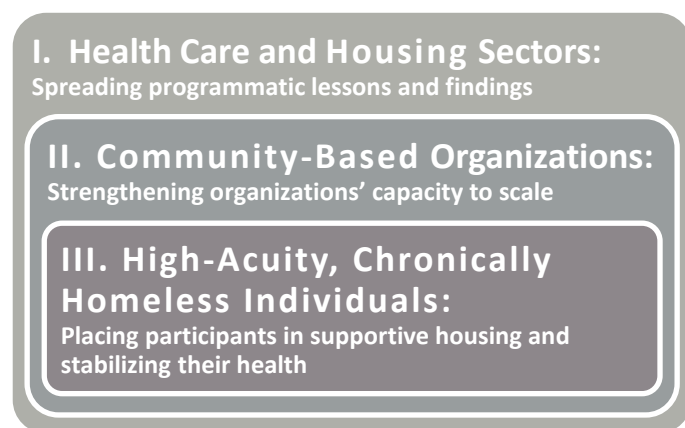 I. Health Care and Housing Sectors:
Spreading programmatic lessons and findings
II. Community-Based Organizations:
Strengthening organizations’ capacity to scale
III. High-Acuity, Chronically
Homeless Individuals:
Placing participants in supportive housing and
stabilizing their health